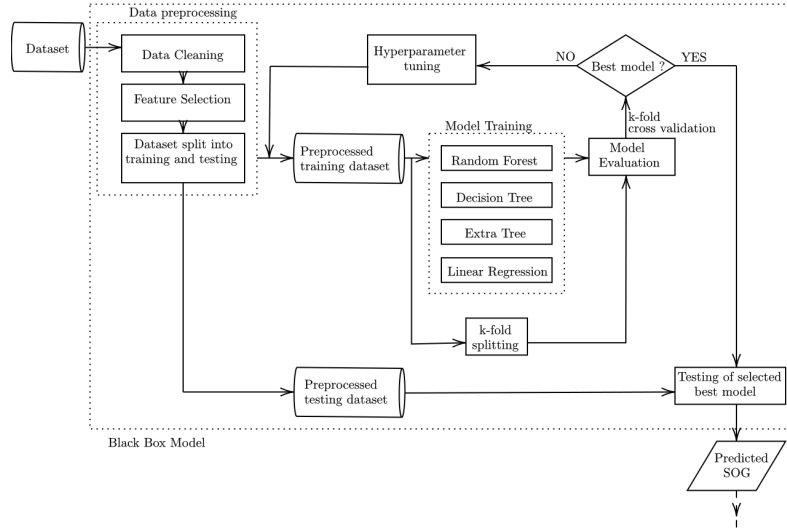 Data preprocessing
Dataset
Data Cleaning
Feature Selection
Dataset split into
training and testing
Hyperparameter
tuning
NO
Best model ?
YES
k-fold
cross validation
Preprocessed
training dataset
Model Training
Random Forest
Decision Tree
Extra Tree
Linear Regression
Model
Evaluation
k-fold
splitting
Preprocessed
testing dataset
Testing of selected
best model
Black Box Model
Predicted
SOG